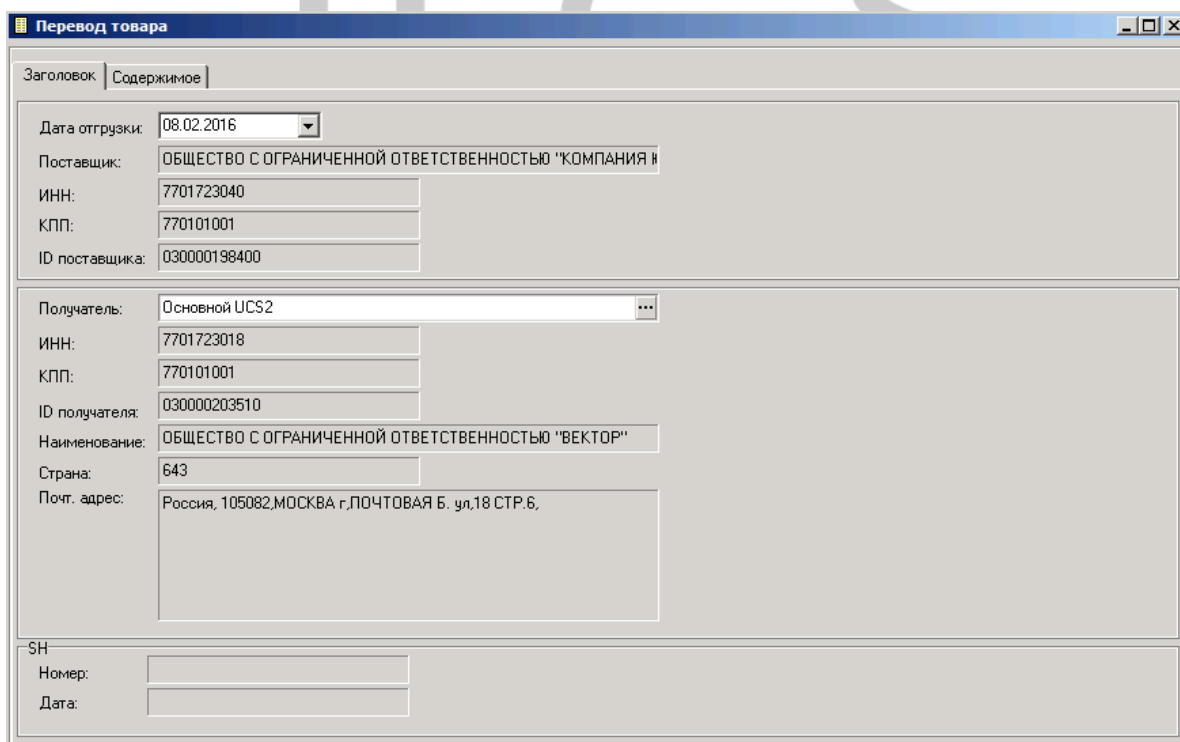 Перевод товара
Заголовок Содержимое
Дата отгрузки: 08.02.2016
Поставщик: ОБЩЕСТВО С ОГРАНИЧЕННОЙ ОТВЕТСТВЕННОСТЬЮ "КОМПАНИЯ
ИНН: 7701723040
КПП: 770101001
ID поставщика: 030000198400
Получатель: Основной UCS2 ...
ИНН: 7701723018
КПП: 770101001
ID получателя: 030000203510
Наименование: ОБЩЕСТВО С ОГРАНИЧЕННОЙ ОТВЕТСТВЕННОСТЬЮ "ВЕКТОР"
Страна: 643
Почт. адрес: Россия, 105082,МОСКВА г,ПОЧТОВАЯ Б. ул,18 СТР.6,
SH
Номер:
Дата: